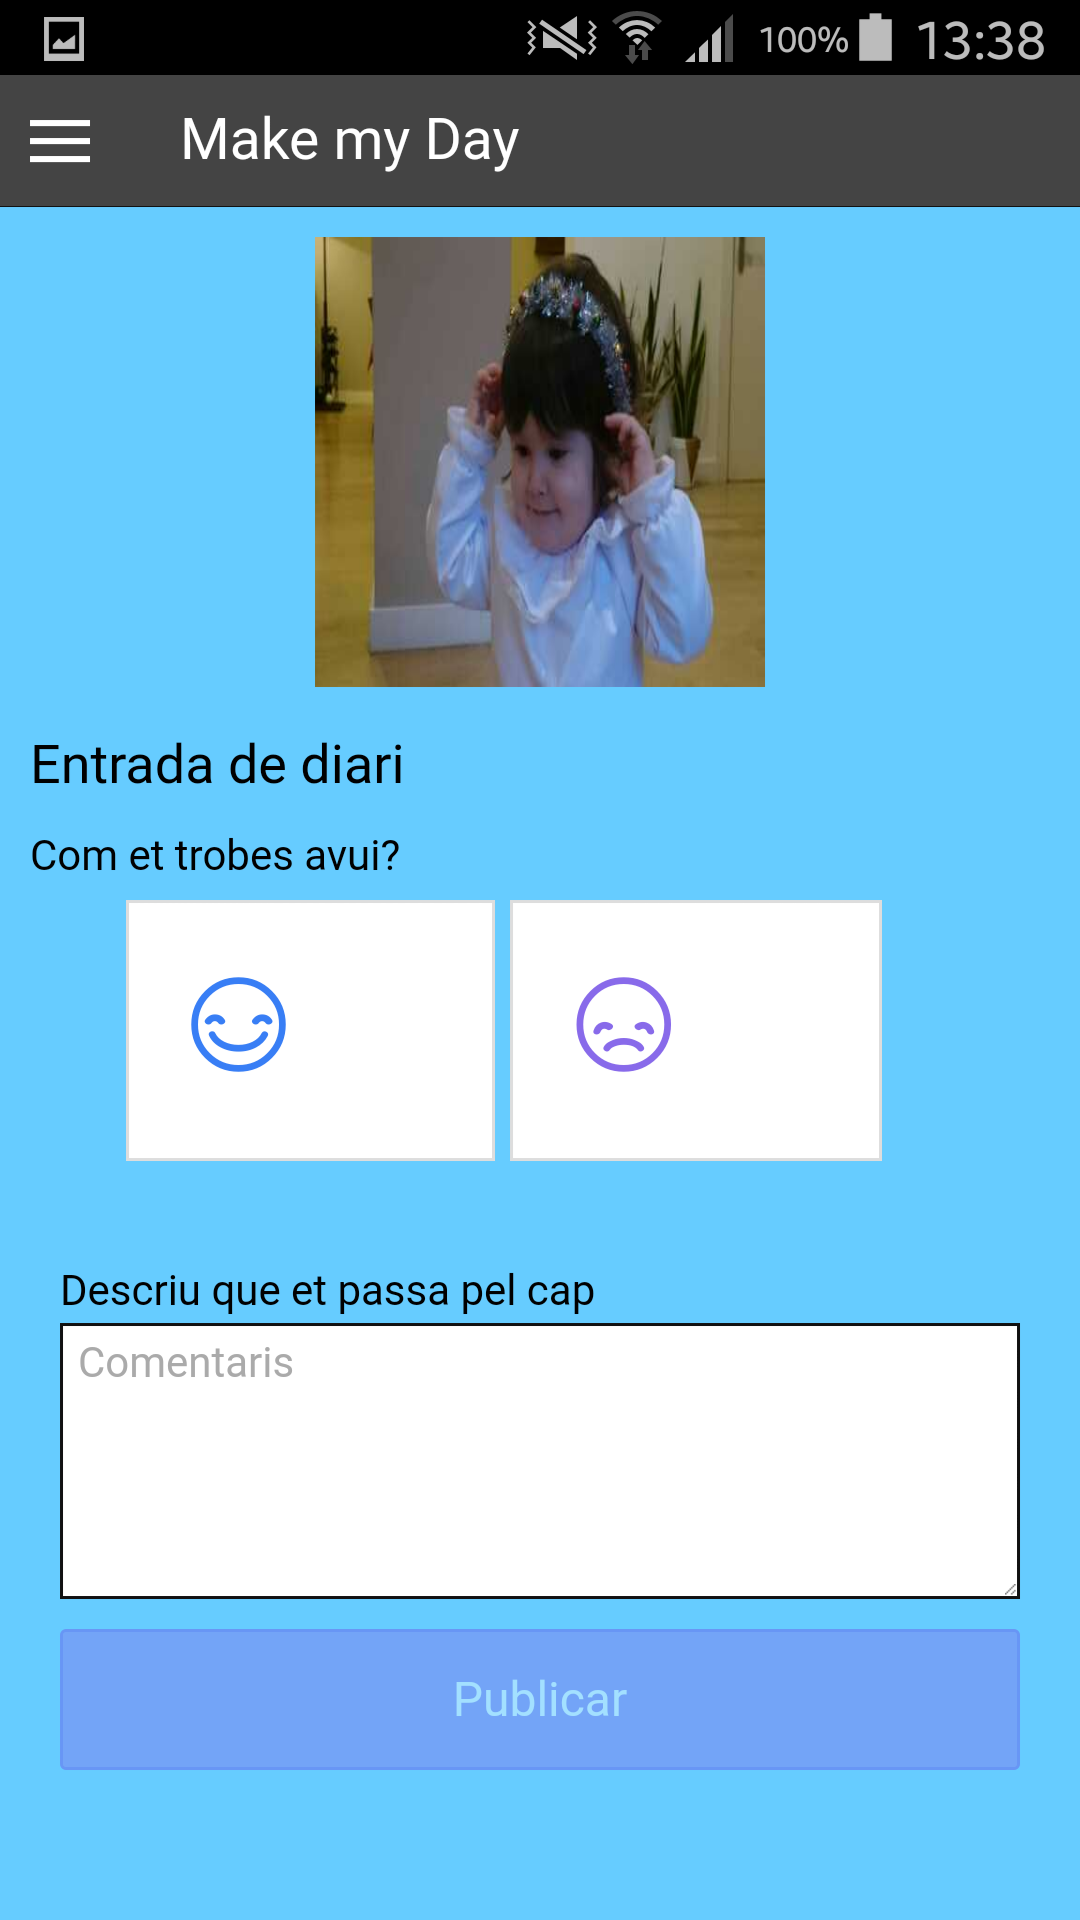 100% 13:38
Make my Day
Entrada de diari
Com et trobes avui?
Descriu que et passa pel cap
Comentaris
Publicar